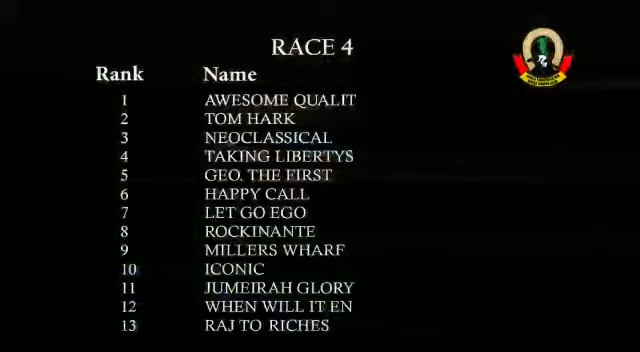 RACE 4
Rank Name
1 AWESOME QUALIT
2 TOM HARK
3 NEOCLASSICAL
4 TAKING LIBERTYS
5 GEO. THE FIRST
6 HAPPY CALL
7 LET GO EGO
8 ROCKINANTE
9 MILLERS WHARF
10 ICONIC
11 JUMEIRAH GLORY
12 WHEN WILL IT EN
13 RAJ TO RICHES